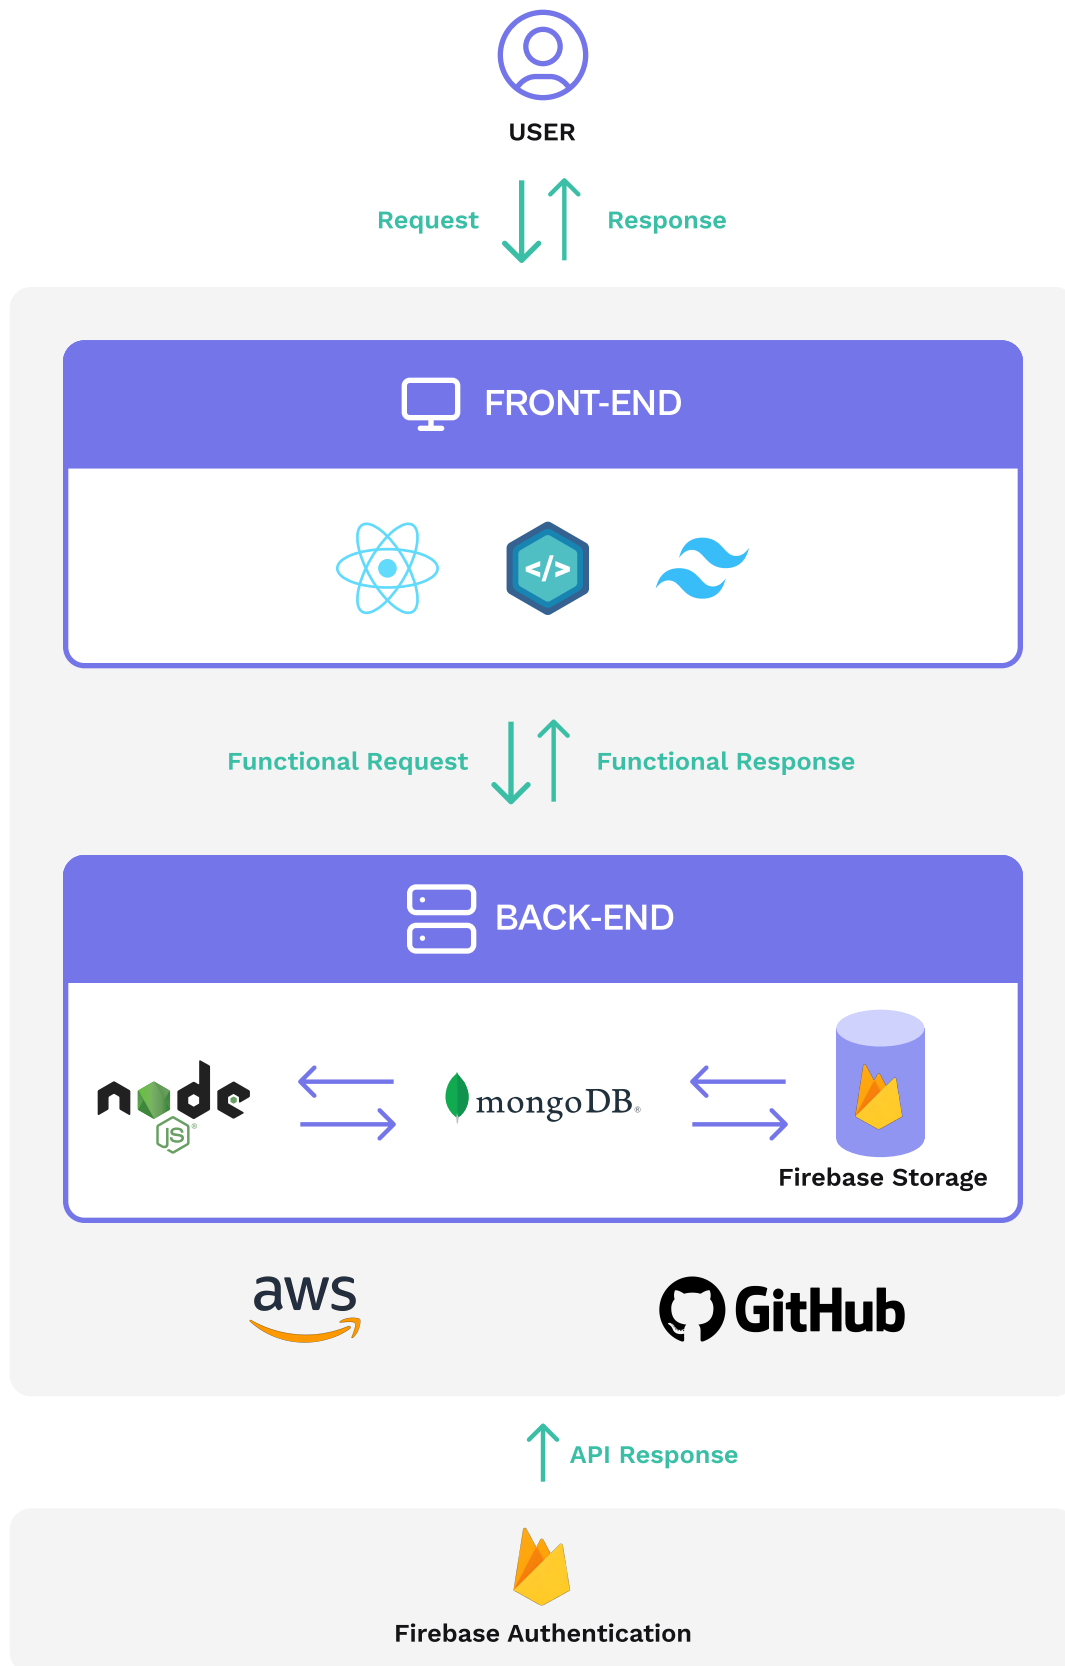 USER
Request
Response
FRONT-END
</>
Functional Request
Functional Response
BACK-END
node
JS®
mongoDB®
Firebase Storage
aws
GitHub
API Response
Firebase Authentication